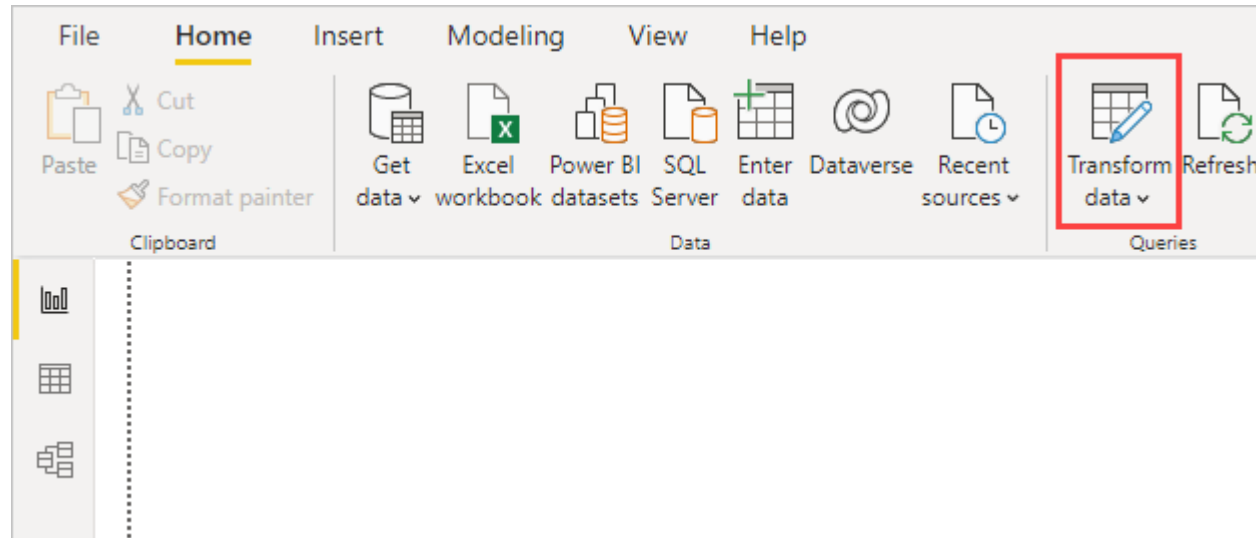 File Home Insert Modeling View Help
Cut
Copy
Paste
Format painter
Clipboard
Get data
Excel workbook
X
Power BI datasets
SQL Server
Enter data
Dataverse
Recent sources
Data
Transform data
Refresh
Queries